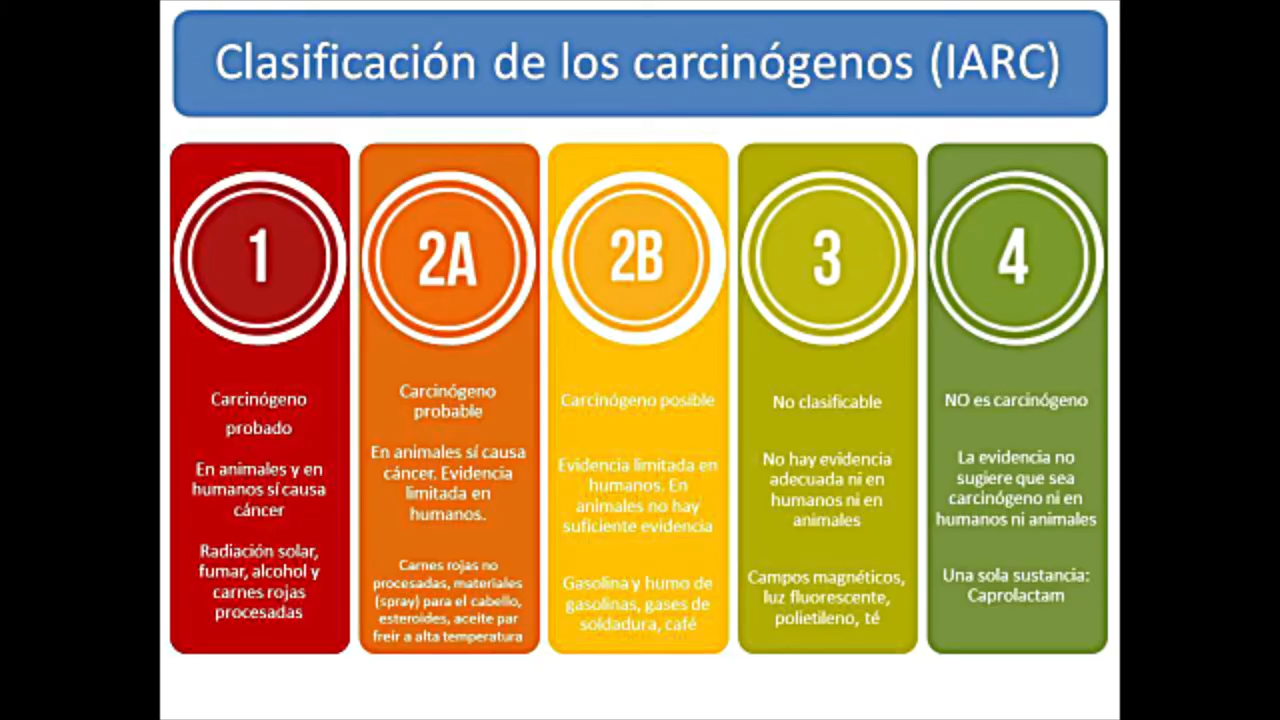 Clasificación de los carcinógenos (IARC)
1
Carcinógeno
probado
En animales y en
humanos sí causa
cáncer
Radiación solar,
fumar, alcohol y
carnes rojas
procesadas
2A
Carcinógeno
probable
En animales sí causa
cáncer. Evidencia
limitada en
humanos.
Carnes rojas no
procesadas, materiales
(spray) para el cabello,
esteroides, aceite par
freir a alta temperatura
2B
Carcinógeno posible
Evidencia limitada en
humanos. En
animales no hay
suficiente evidencia
Gasolina y humo de
gasolinas, gases de
soldadura, café
3
No clasificable
No hay evidencia
adecuada ni en
humanos ni en
animales
Campos magnéticos,
luz fluorescente,
polietileno, té
4
NO es carcinógeno
La evidencia no
sugiere que sea
carcinógeno ni en
humanos ni animales
Una sola sustancia:
Caprolactam